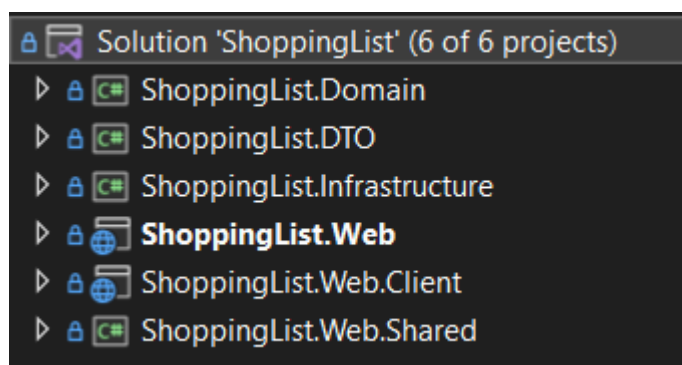 Solution 'ShoppingList' (6 of 6 projects)
C# ShoppingList.Domain
C# ShoppingList.DTO
C# ShoppingList.Infrastructure
ShoppingList.Web
ShoppingList.Web.Client
C# ShoppingList.Web.Shared